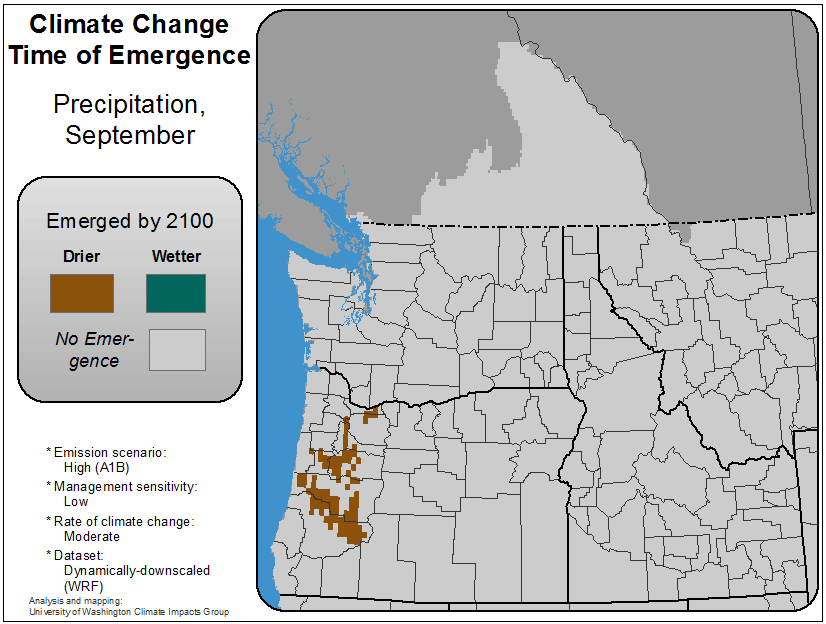 Climate Change
Time of Emergence
Precipitation,
September
Emerged by 2100
Drier Wetter
No Emer-
gence
* Emission scenario:
High (A1B)
* Management sensitivity:
Low
* Rate of climate change:
Moderate
* Dataset:
Dynamically-downscaled
(WRF)
Analysis and mapping:
University of Washington Climate Impacts Group